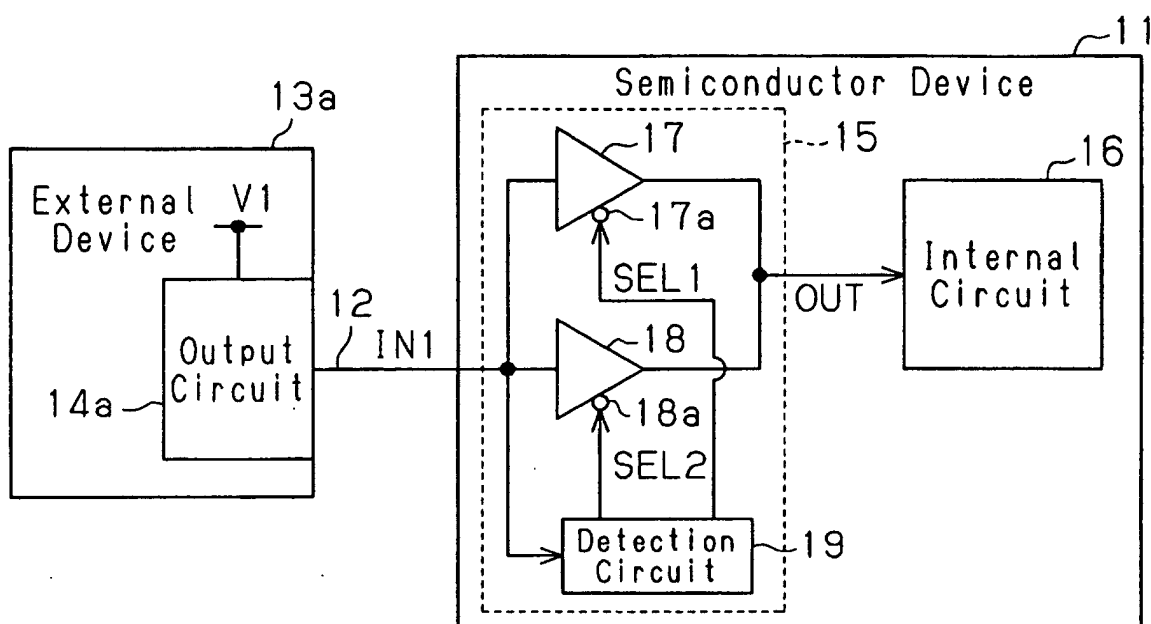 11
Semiconductor Device
13a
External
Device
V1
Output
Circuit
14a
12
IN1
15
17
17a
SEL1
18
18a
SEL2
Detection
Circuit
19
OUT
16
Internal
Circuit